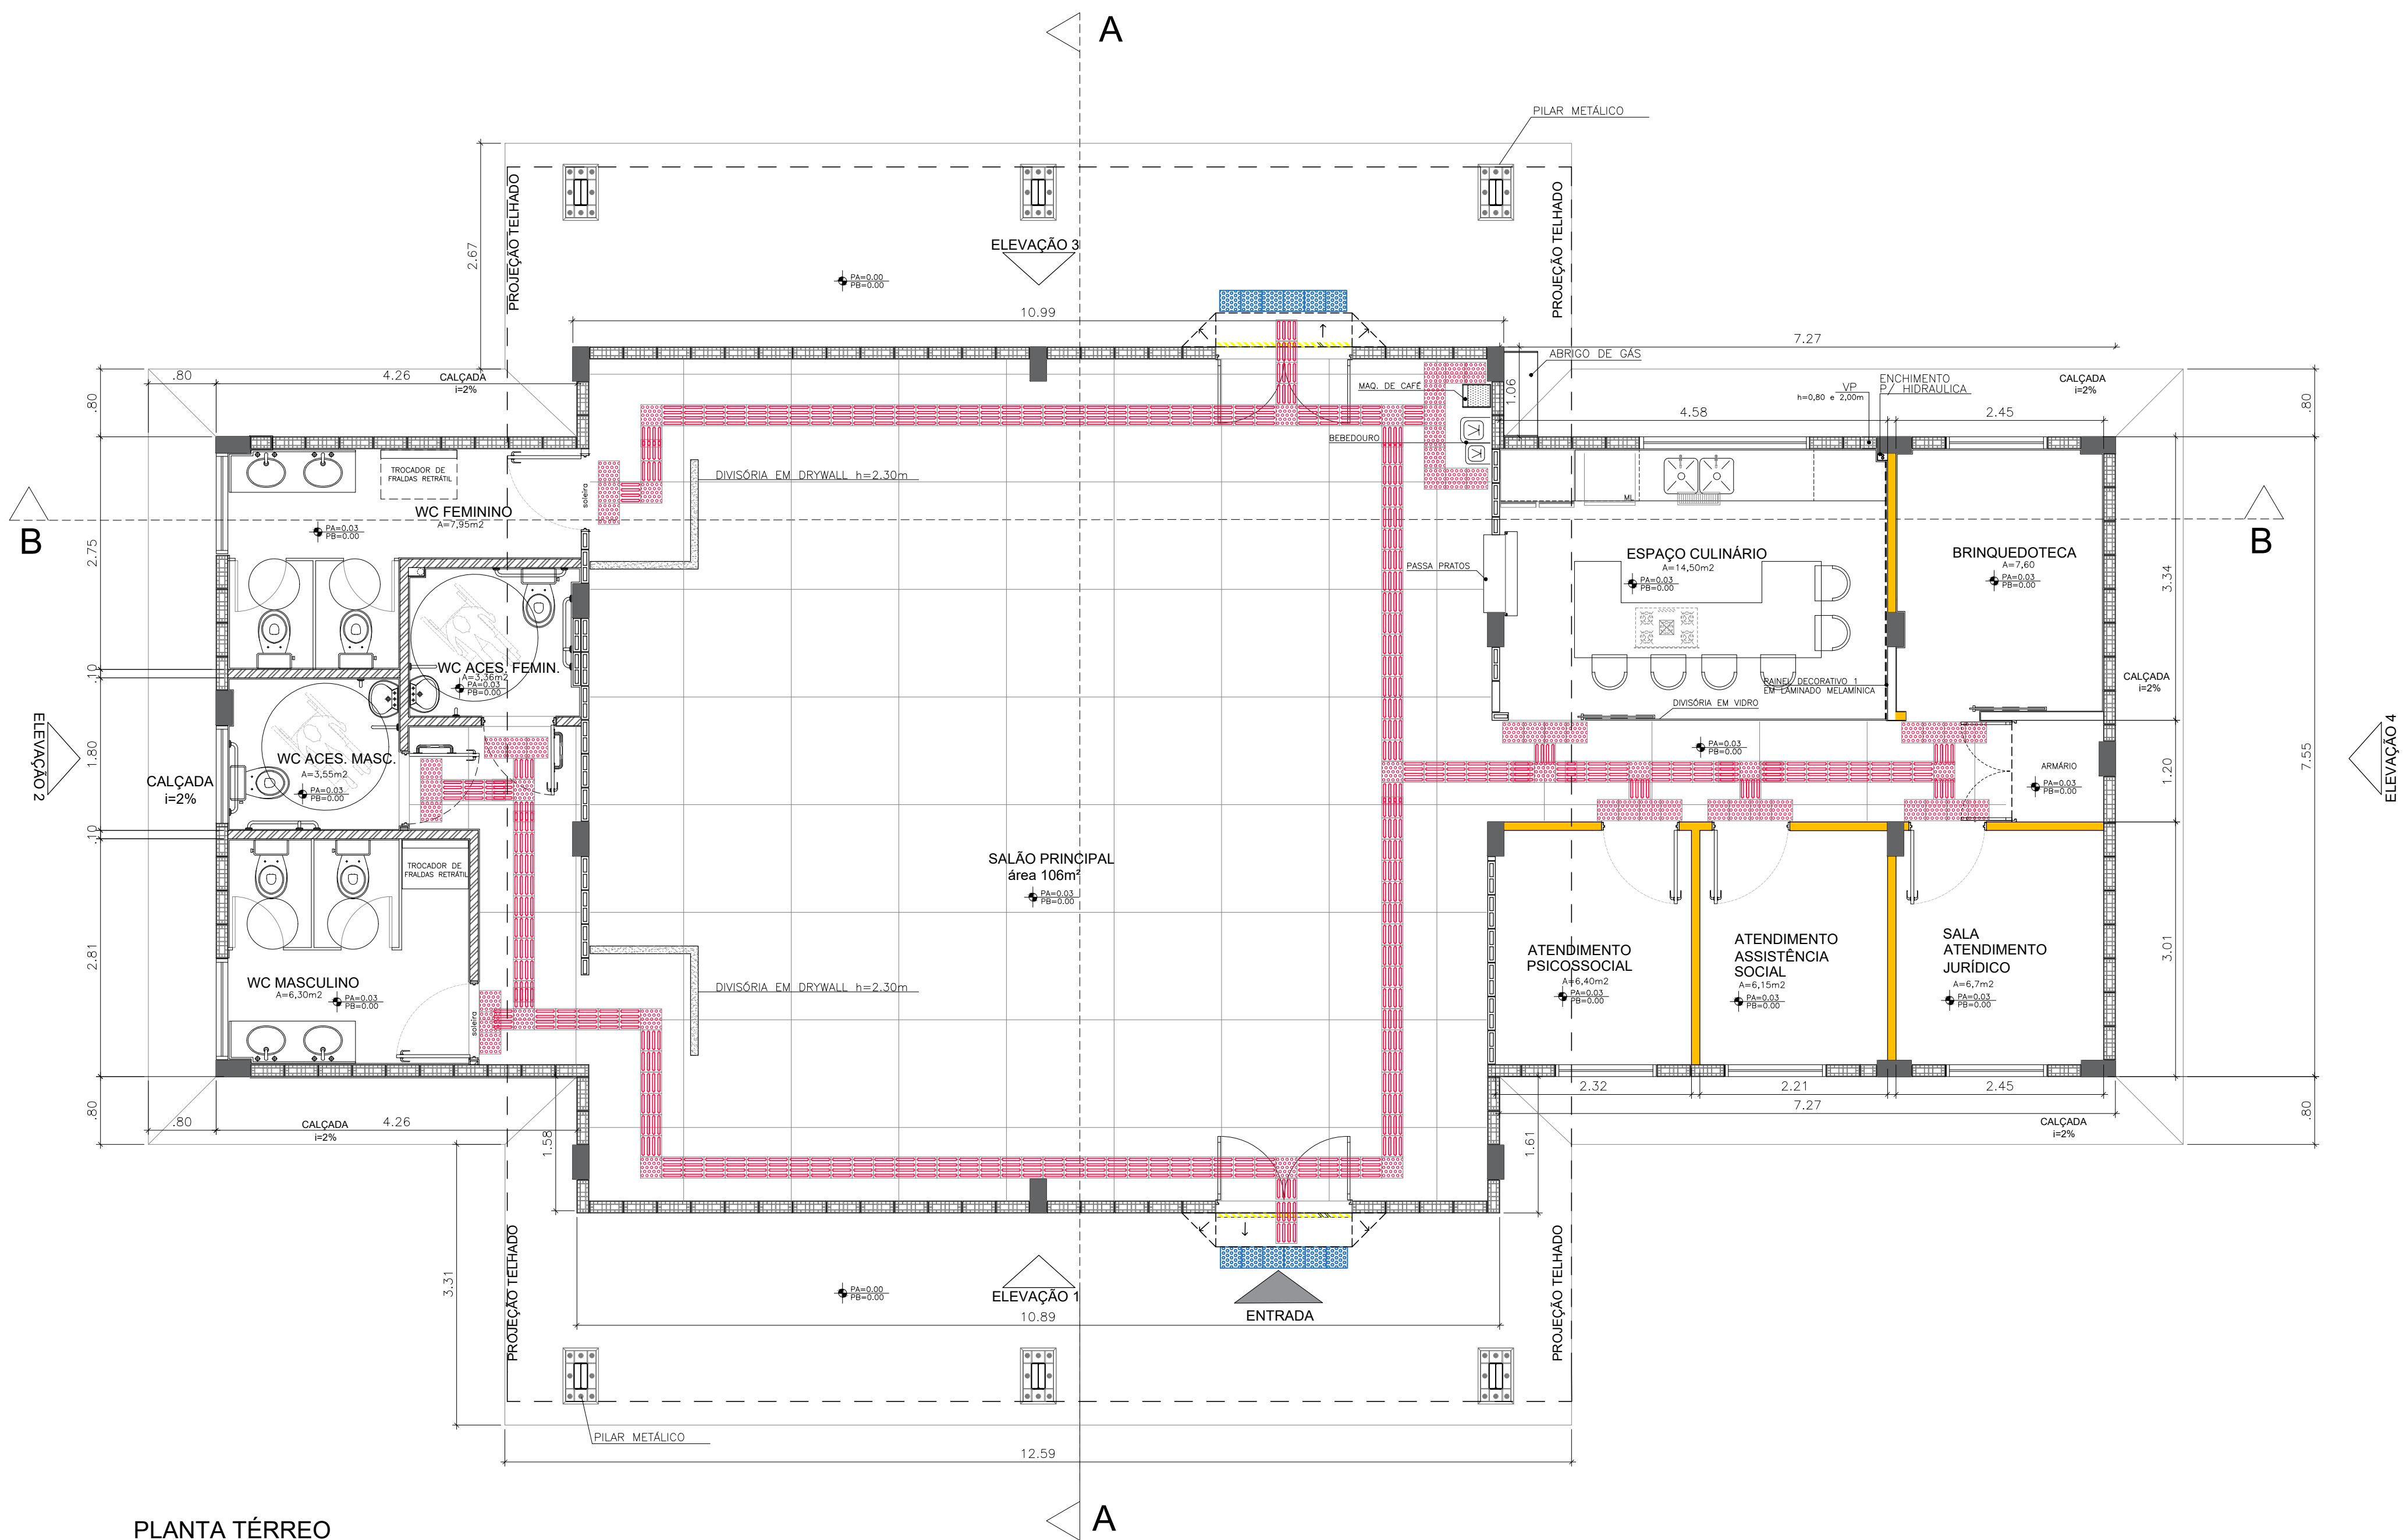 A
PILAR METÁLICO
PROJEÇÃO TELHADO
PROJEÇÃO TELHADO
2.67
ELEVAÇÃO 3
PA=0.00
PB=0.00
10.99
7.27
ABRIGO DE GÁS
.80
4.26
CALÇADA
i=2%
MAQ. DE CAFÉ
1.06
VP
h=0,80 e 2,00m
ENCHIMENTO
P/ HIDRAULICA
CALÇADA
i=2%
.80
.80
4.58
2.45
BEBEDOURO
TROCADOR DE
FRALDAS RETRÁTIL
soleira
DIVISÓRIA EM DRYWALL h=2.30m
ML
WC FEMININO
A=7,95m2
PA=0.03
PB=0.00
B
B
2.75
PASSA PRATOS
ESPAÇO CULINÁRIO
A=14,50m2
PA=0.03
PB=0.00
BRINQUEDOTECA
A=7,60
PA=0.03
PB=0.00
3.34
WC ACES. FEMIN.
A=3,36m2
PA=0.03
PB=0.00
.10
PAINEL DECORATIVO 1
EM LAMINADO MELAMÍNICA
DIVISÓRIA EM VIDRO
CALÇADA
i=2%
ELEVAÇÃO 2
1.80
CALÇADA
i=2%
WC ACES. MASC.
A=3,55m2
PA=0.03
PB=0.00
PA=0.03
PB=0.00
ARMÁRIO
PA=0.03
PB=0.00
1.20
7.55
ELEVAÇÃO 4
.10
TROCADOR DE
FRALDAS RETRÁTIL
SALÃO PRINCIPAL
área 106m²
PA=0.03
PB=0.00
2.81
WC MASCULINO
A=6,30m2
PA=0.03
PB=0.00
soleira
DIVISÓRIA EM DRYWALL h=2.30m
ATENDIMENTO
PSICOSSOCIAL
A=6,40m2
PA=0.03
PB=0.00
ATENDIMENTO
ASSISTÊNCIA
SOCIAL
A=6,15m2
PA=0.03
PB=0.00
SALA
ATENDIMENTO
JURÍDICO
A=6,7m2
PA=0.03
PB=0.00
3.01
2.32
2.21
2.45
7.27
.80
.80
CALÇADA
i=2%
4.26
1.58
1.61
CALÇADA
i=2%
.80
PROJEÇÃO TELHADO
PROJEÇÃO TELHADO
3.31
PA=0.00
PB=0.00
ELEVAÇÃO 1
ENTRADA
10.89
PILAR METÁLICO
12.59
A
PLANTA TÉRREO